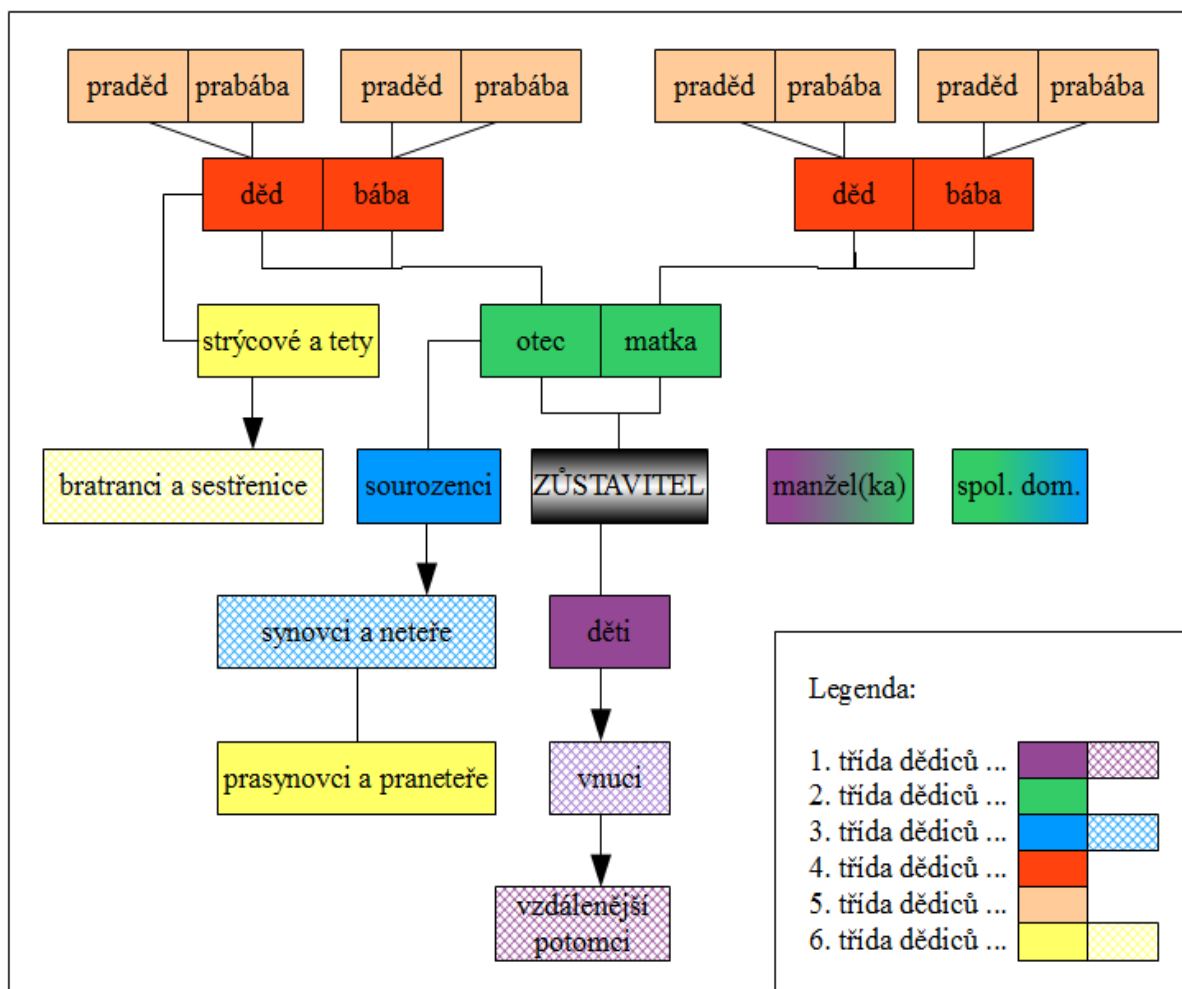 praděd prabába praděd prabába praděd prabába praděd prabába
děd bába děd bába
strýcové a tety otec matka
bratranci a sestřenice sourozenci ZŮSTAVITEL manžel(ka) spol. dom.
synovci a neteře děti
prasynovci a praneteře vnuci
vzdálenější
potomci
Legenda:
1. třída dědiců ...
2. třída dědiců ...
3. třída dědiců ...
4. třída dědiců ...
5. třída dědiců ...
6. třída dědiců ...